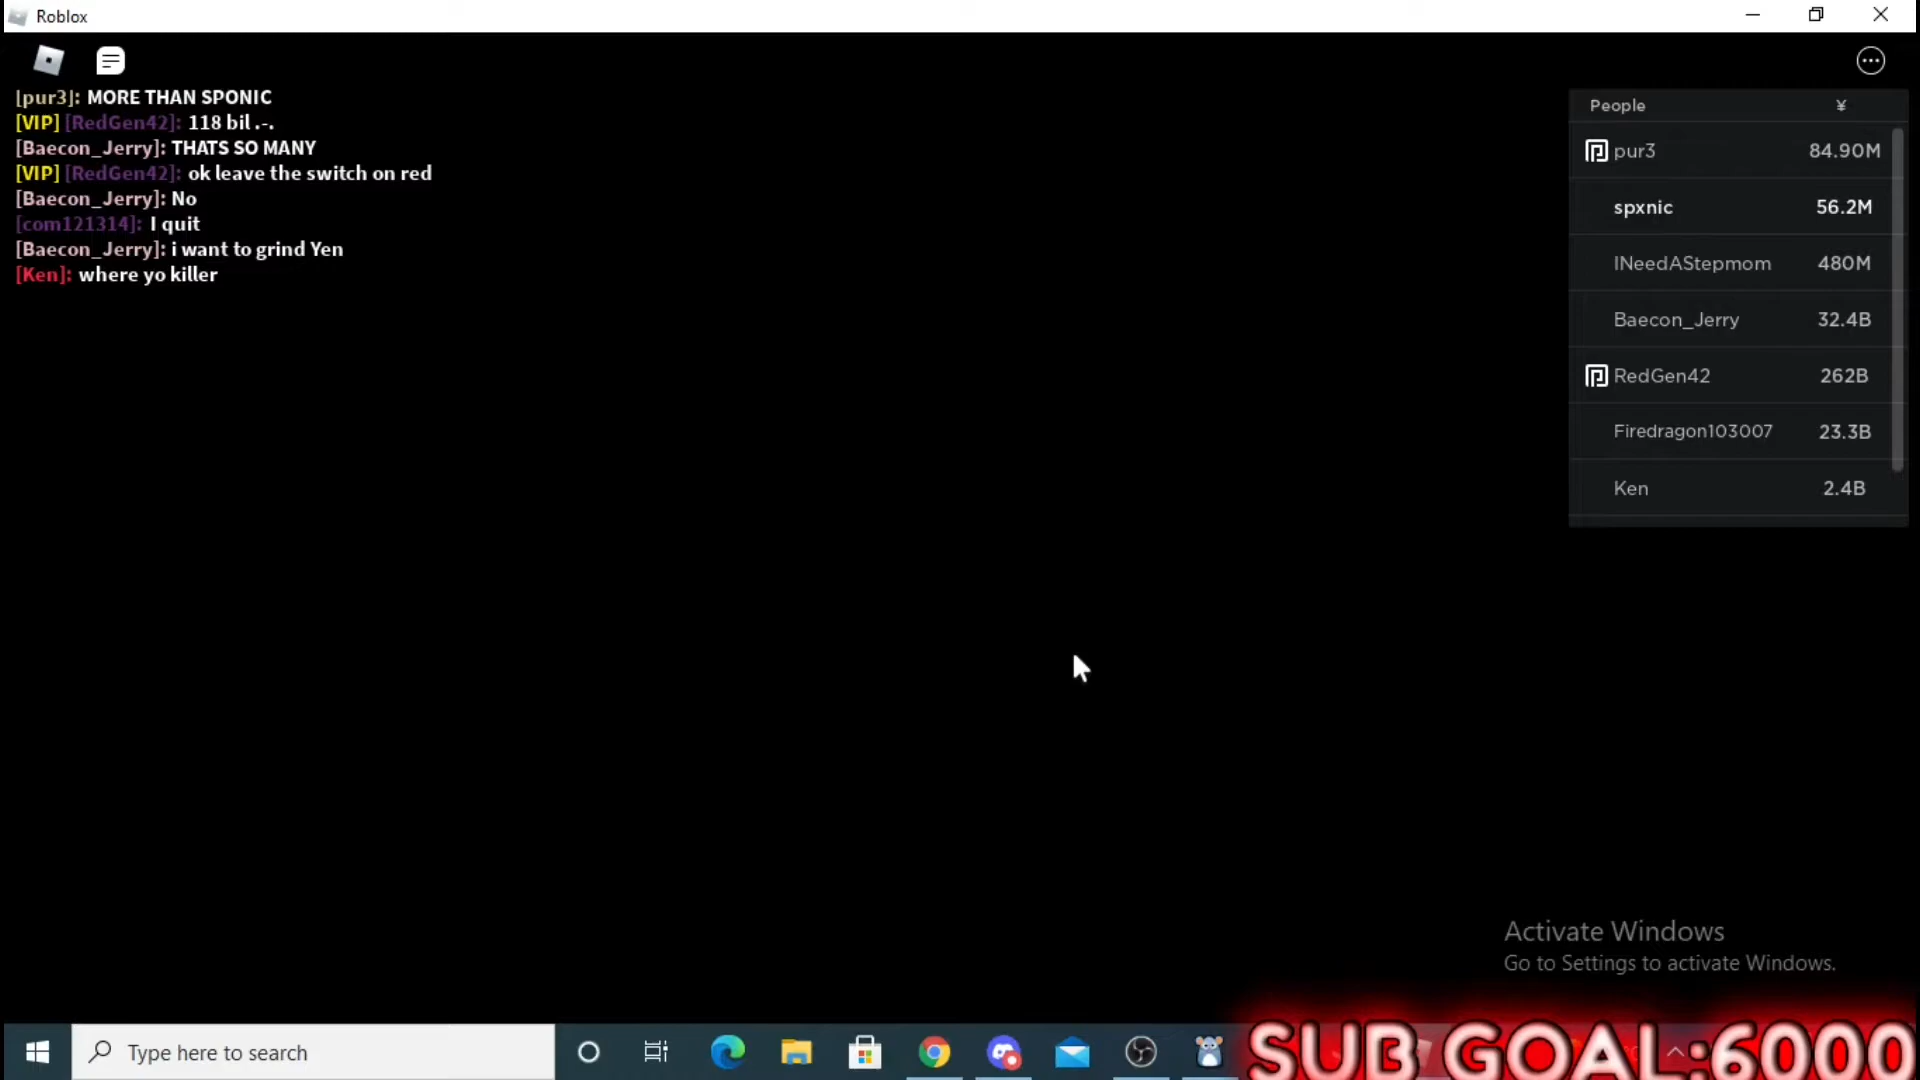 Roblox
[pur3]: MORE THAN SPONIC
[VIP] [RedGen42]: 118 bil .-.
[Baecon_Jerry]: THATS SO MANY
[VIP] [RedGen42]: ok leave the switch on red
[Baecon_Jerry]: No
[com121314]: I quit
[Baecon_Jerry]: i want to grind Yen
[Ken]: where yo killer
People ¥
pur3 84.90M
spxnic 56.2M
INeedAStepmom 480M
Baecon_Jerry 32.4B
RedGen42 262B
Firedragon103007 23.3B
Ken 2.4B
Activate Windows
Go to Settings to activate Windows.
Type here to search
SUB GOAL:6000